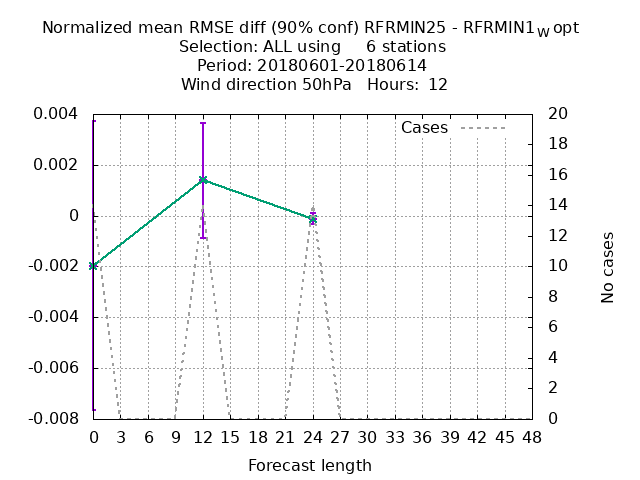 Normalized mean RMSE diff (90% conf) RFRMIN25 - RFRMIN1W opt
Selection: ALL using     6 stations
Period: 20180601-20180614
Wind direction 50hPa   Hours:  12
Cases
0.004
0.002
0
-0.002
-0.004
-0.006
-0.008
20
18
16
14
12
10
8
6
4
2
0
No cases
0 3 6 9 12 15 18 21 24 27 30 33 36 39 42 45 48
Forecast length